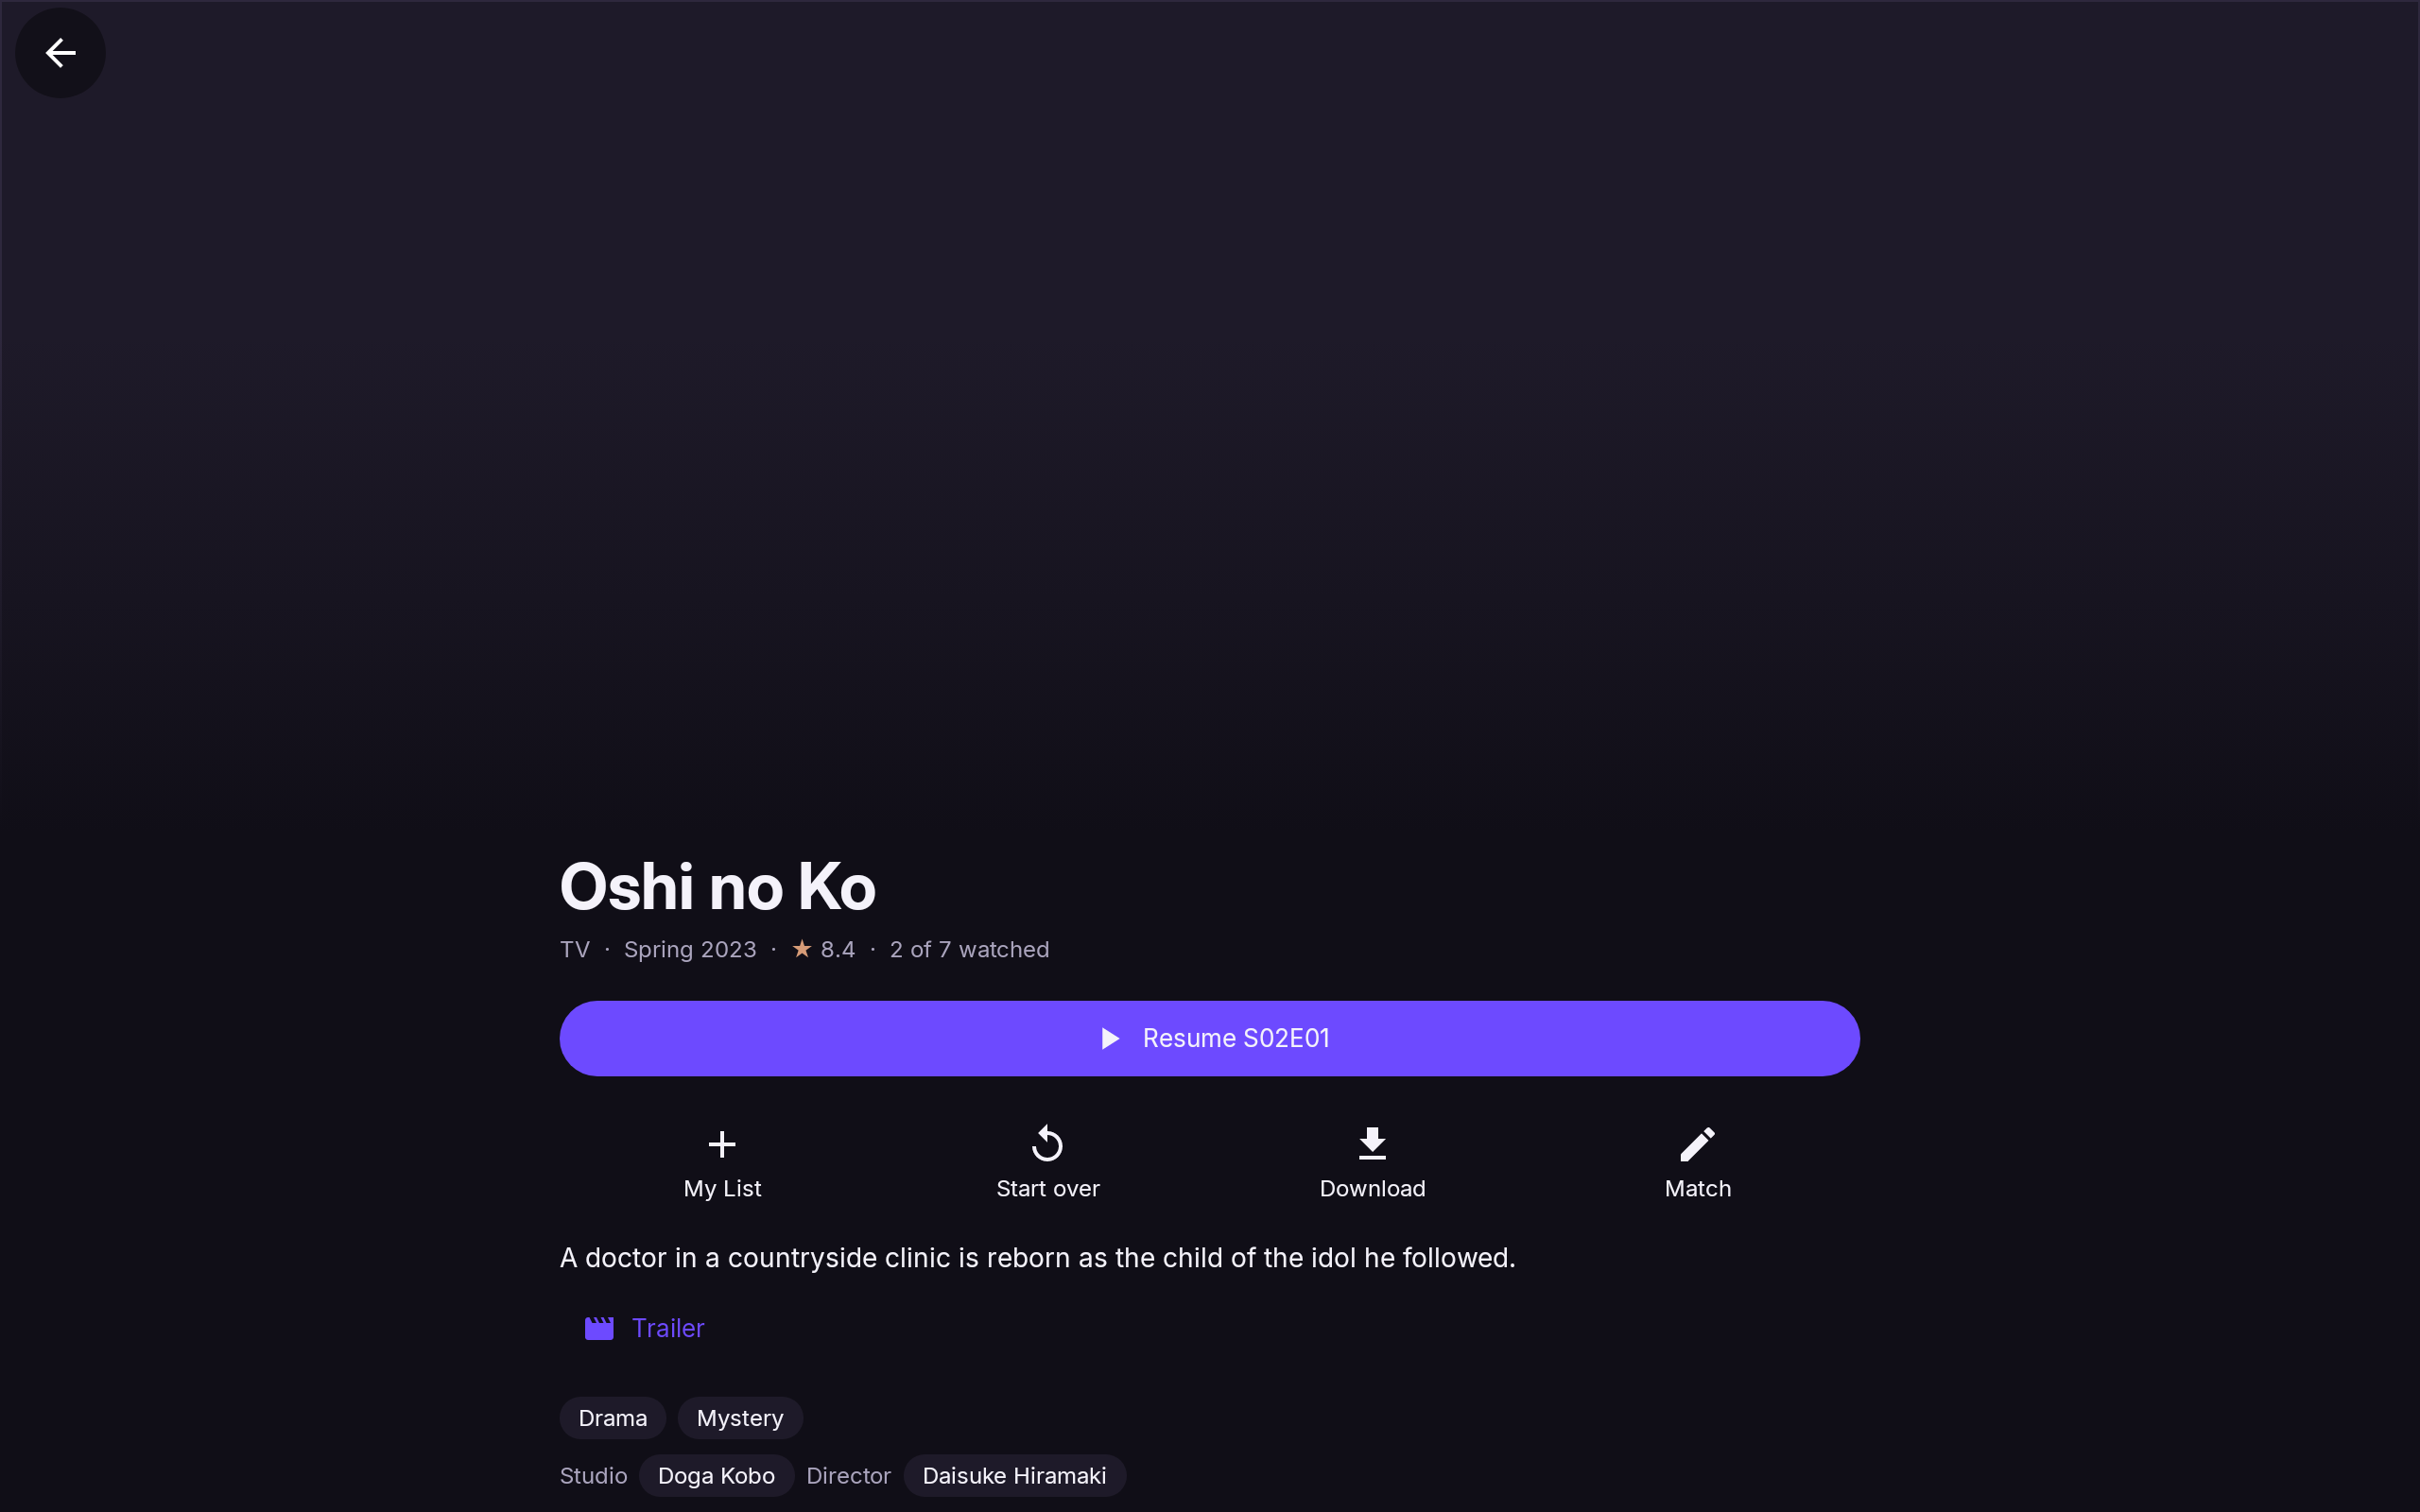 Oshi no Ko
TV · Spring 2023 · ★ 8.4 · 2 of 7 watched
Resume S02E01
My List Start over Download Match
A doctor in a countryside clinic is reborn as the child of the idol he followed.
Trailer
Drama Mystery
Studio Doga Kobo Director Daisuke Hiramaki